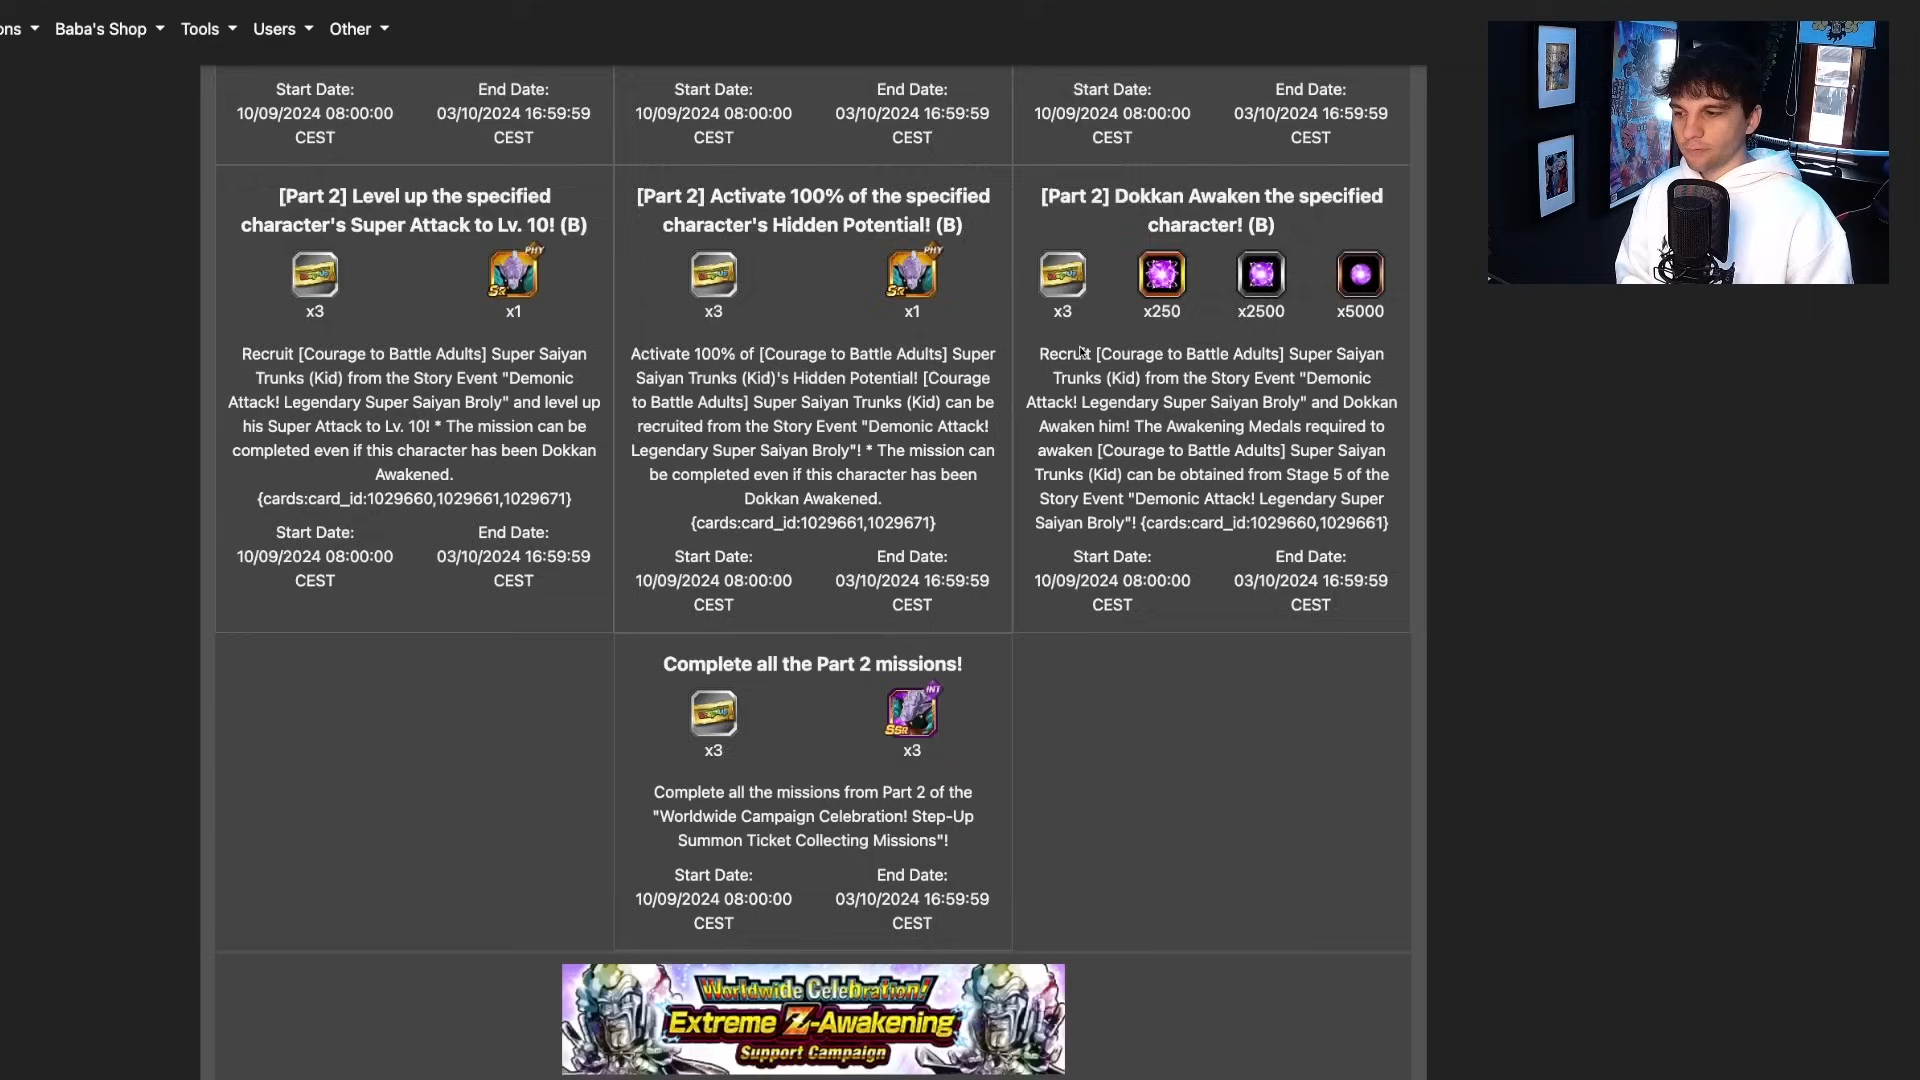 ons Baba's Shop Tools Users Other
Start Date: End Date: Start Date: End Date: Start Date: End Date:
10/09/2024 08:00:00 03/10/2024 16:59:59 10/09/2024 08:00:00 03/10/2024 16:59:59 10/09/2024 08:00:00 03/10/2024 16:59:59
CEST CEST CEST CEST CEST CEST
[Part 2] Level up the specified
character's Super Attack to Lv. 10! (B)
PHY
SR
x3 x1
Recruit [Courage to Battle Adults] Super Saiyan
Trunks (Kid) from the Story Event "Demonic
Attack! Legendary Super Saiyan Broly" and level up
his Super Attack to Lv. 10! * The mission can be
completed even if this character has been Dokkan
Awakened.
{cards:card_id:1029660,1029661,1029671}
Start Date: End Date:
10/09/2024 08:00:00 03/10/2024 16:59:59
CEST CEST
[Part 2] Activate 100% of the specified
character's Hidden Potential! (B)
PHY
SR
x3 x1
Activate 100% of [Courage to Battle Adults] Super
Saiyan Trunks (Kid)'s Hidden Potential! [Courage
to Battle Adults] Super Saiyan Trunks (Kid) can be
recruited from the Story Event "Demonic Attack!
Legendary Super Saiyan Broly"! * The mission can
be completed even if this character has been
Dokkan Awakened.
{cards:card_id:1029661,1029671}
Start Date: End Date:
10/09/2024 08:00:00 03/10/2024 16:59:59
CEST CEST
[Part 2] Dokkan Awaken the specified
character! (B)
x3 x250 x2500 x5000
Recruit [Courage to Battle Adults] Super Saiyan
Trunks (Kid) from the Story Event "Demonic
Attack! Legendary Super Saiyan Broly" and Dokkan
Awaken him! The Awakening Medals required to
awaken [Courage to Battle Adults] Super Saiyan
Trunks (Kid) can be obtained from Stage 5 of the
Story Event "Demonic Attack! Legendary Super
Saiyan Broly"! {cards:card_id:1029660,1029661}
Start Date: End Date:
10/09/2024 08:00:00 03/10/2024 16:59:59
CEST CEST
Complete all the Part 2 missions!
INT
SSR
x3 x3
Complete all the missions from Part 2 of the
"Worldwide Campaign Celebration! Step-Up
Summon Ticket Collecting Missions"!
Start Date: End Date:
10/09/2024 08:00:00 03/10/2024 16:59:59
CEST CEST
Worldwide Celebration!
Extreme Z-Awakening
Support Campaign